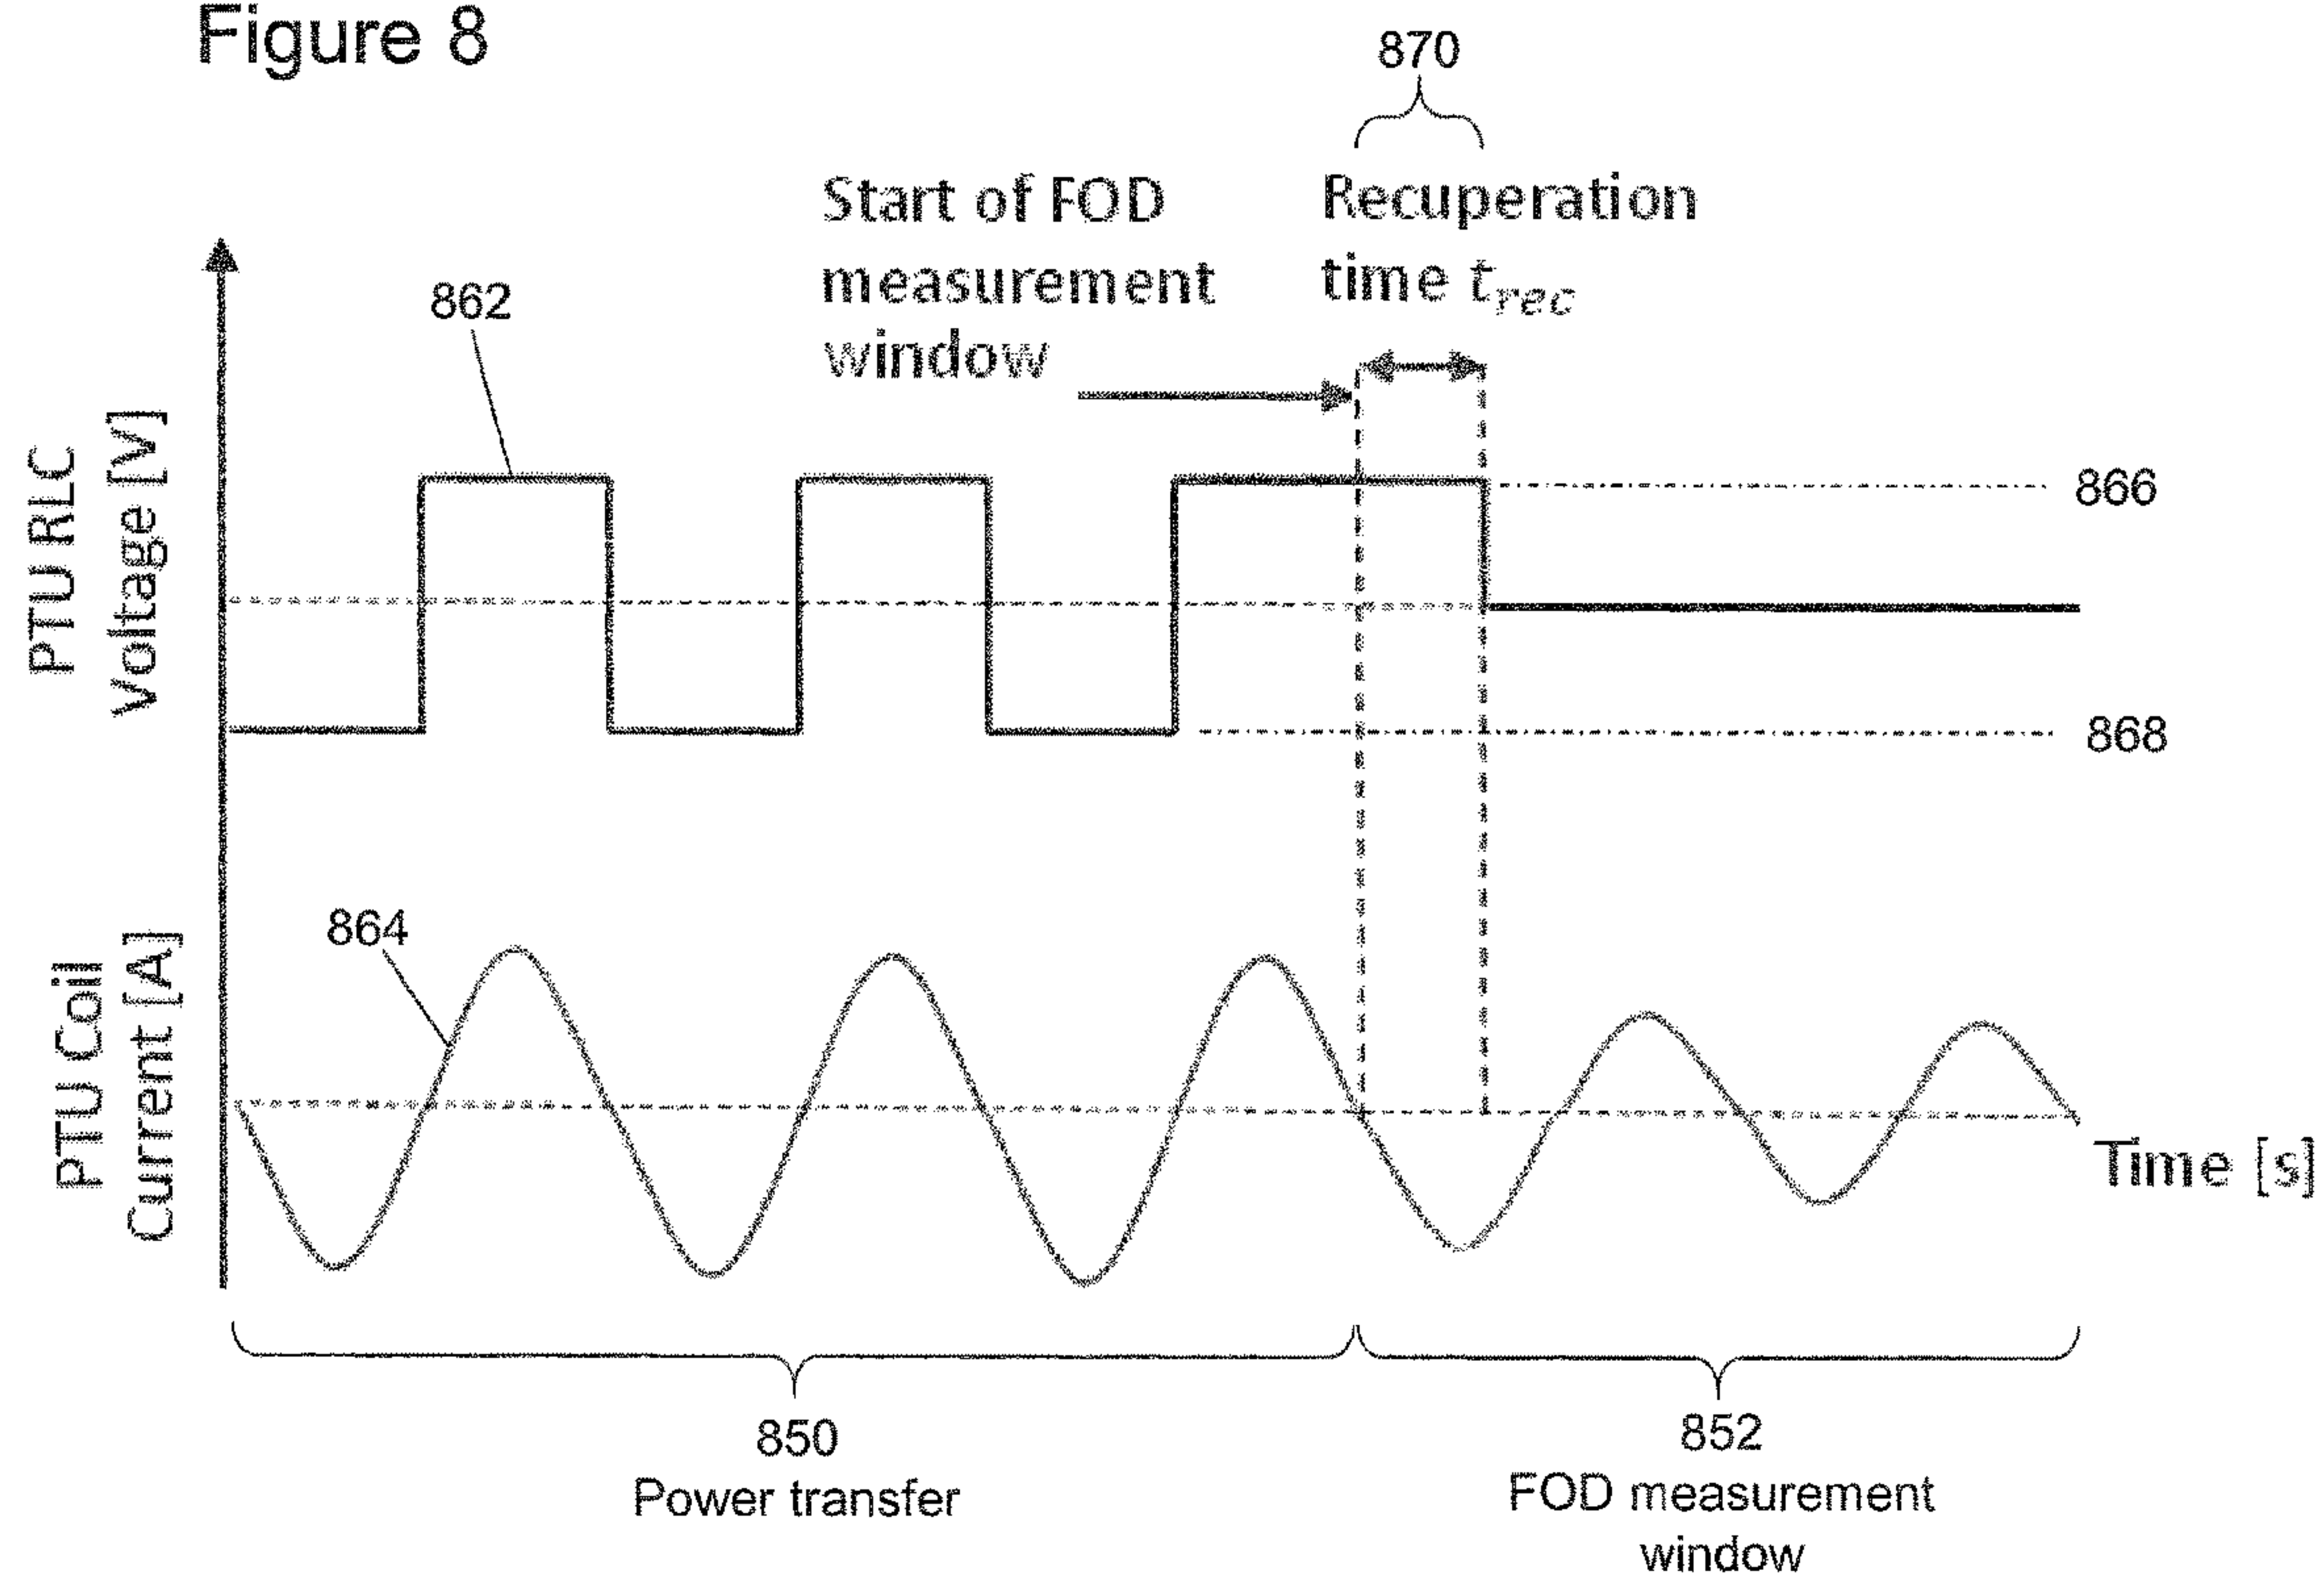 Figure 8
870
Start of FOD
measurement
window
Recuperation
time t_rec
862
PTU RLC
Voltage [V]
866
868
864
PTU Coil
Current [A]
Time [s]
850
Power transfer
852
FOD measurement
window